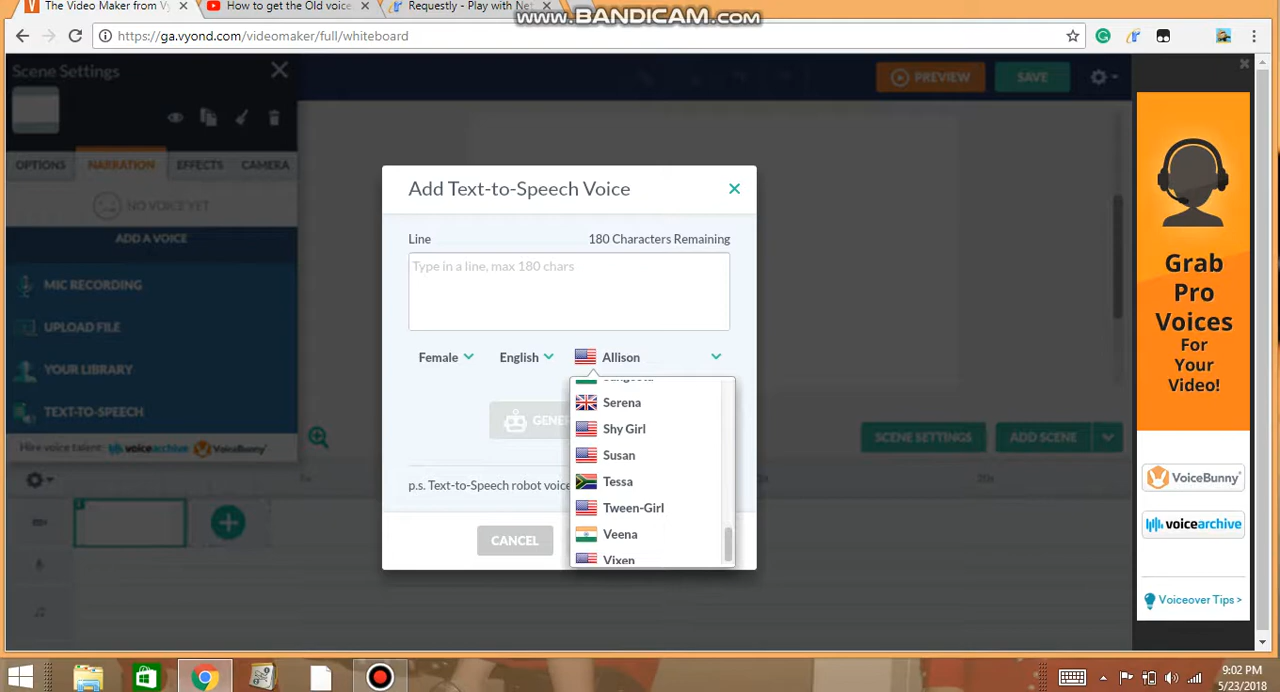 The Video Maker from Vy
How to get the Old voice
Requestly - Play with Ne
www.BANDICAM.com
https://ga.vyond.com/videomaker/full/whiteboard
Scene Settings
PREVIEW
SAVE
OPTIONS
NARRATION
EFFECTS
CAMERA
NO VOICE YET
ADD A VOICE
MIC RECORDING
UPLOAD FILE
YOUR LIBRARY
TEXT-TO-SPEECH
Hire voice talent: voicearchive VoiceBunny
Add Text-to-Speech Voice
Line
180 Characters Remaining
Type in a line, max 180 chars
Female
English
Allison
Serena
Shy Girl
Susan
Tessa
Tween-Girl
Veena
Vixen
GENER
p.s. Text-to-Speech robot voice
CANCEL
SCENE SETTINGS
ADD SCENE
20s
Grab
Pro
Voices
For
Your
Video!
VoiceBunny
voicearchive
Voiceover Tips >
9:02 PM
5/23/2018